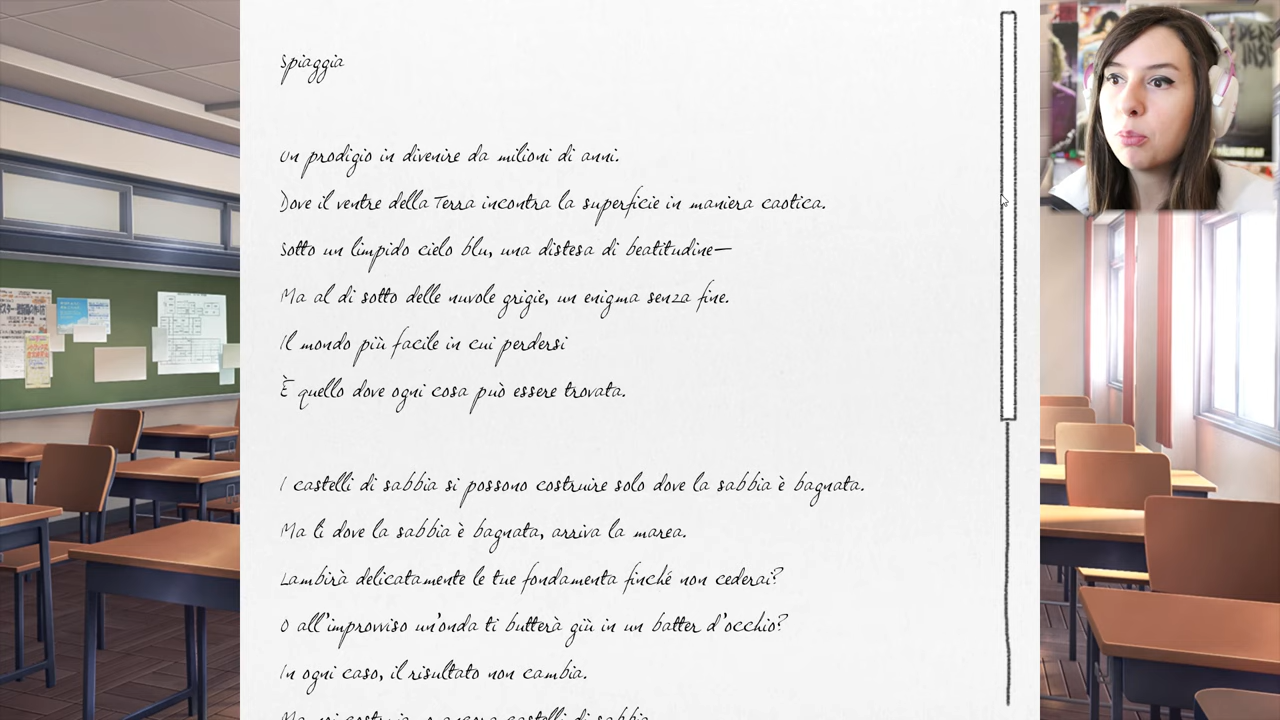 Spiaggia
Un prodigio in divenire da milioni di anni.
Dove il ventre della Terra incontra la superficie in maniera caotica.
Sotto un limpido cielo blu, una distesa di beatitudine—
Ma al di sotto delle nuvole grigie, un enigma senza fine.
Il mondo più facile in cui perdersi
È quello dove ogni cosa può essere trovata.
I castelli di sabbia si possono costruire solo dove la sabbia è bagnata.
Ma lì dove la sabbia è bagnata, arriva la marea.
Lambirà delicatamente le tue fondamenta finché non cederai?
O all'improvviso un'onda ti butterà giù in un batter d'occhio?
In ogni caso, il risultato non cambia.